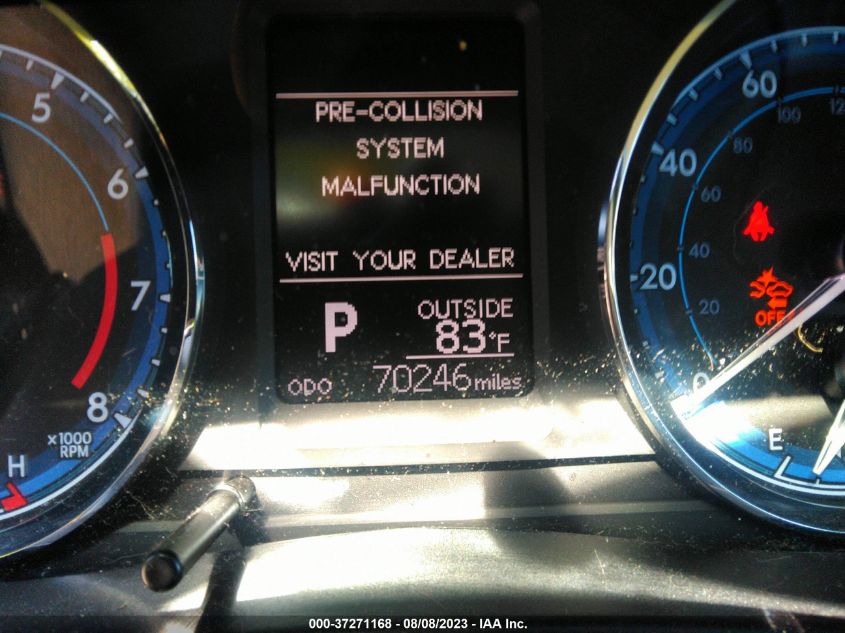 5
6
7
8
x1000
RPM
H
PRE-COLLISION
SYSTEM
MALFUNCTION
VISIT YOUR DEALER
P
OUTSIDE
83°F
ODO 70246 miles
60
40
20
0
100
80
60
40
20
OFF
E
000-37271168 - 08/08/2023 - IAA Inc.